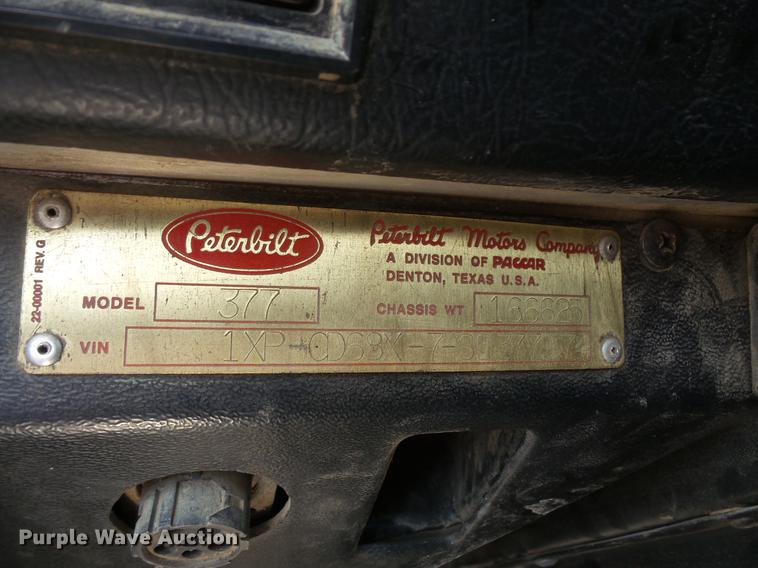 22-00001 REV. G
Peterbilt
Peterbilt Motors Company
A DIVISION OF PACCAR
DENTON, TEXAS U.S.A.
MODEL 377 CHASSIS WT
VIN
Purple Wave Auction